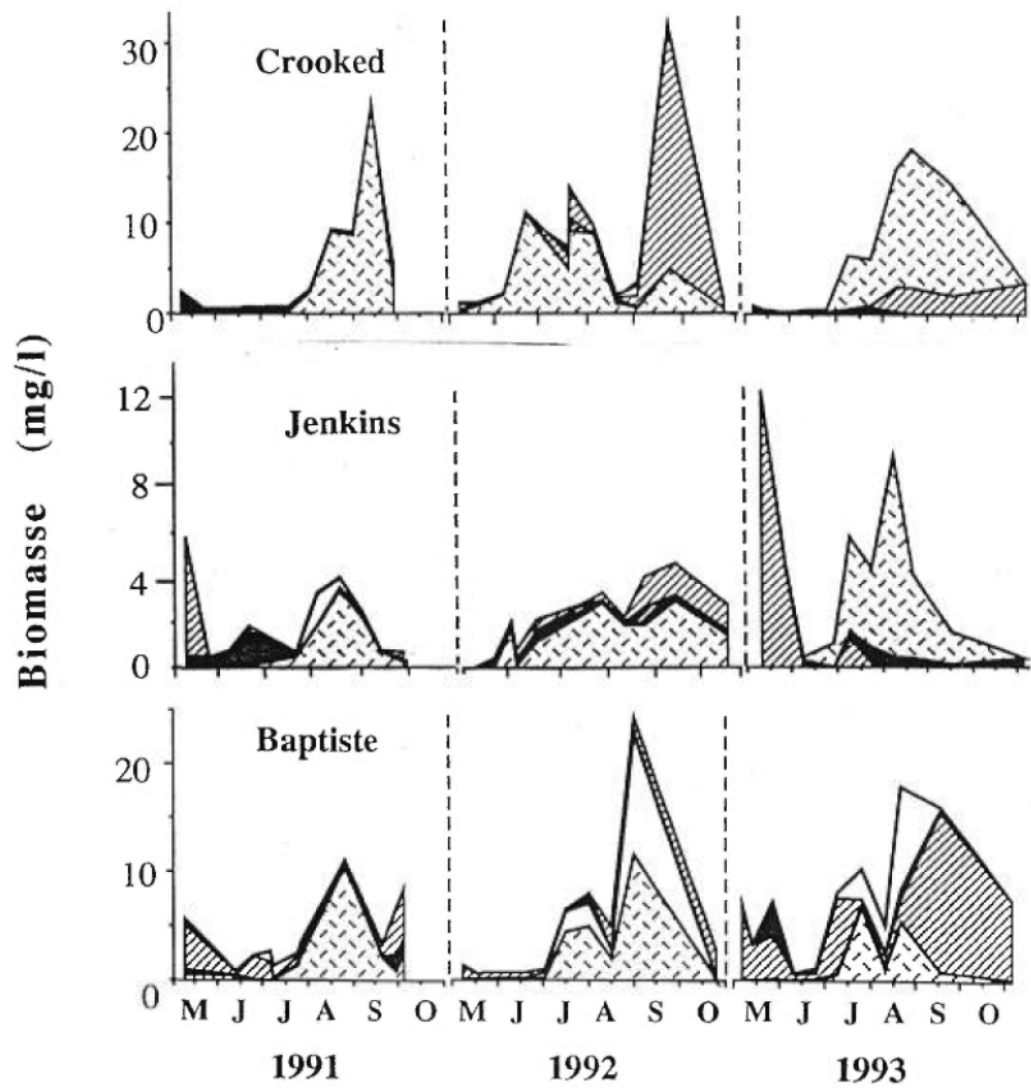 Biomasse (mg/l)
Crooked
30
20
10
0
Jenkins
12
8
4
0
Baptiste
20
10
0
M J J A S O M J J A S O M J J A S O
1991 1992 1993